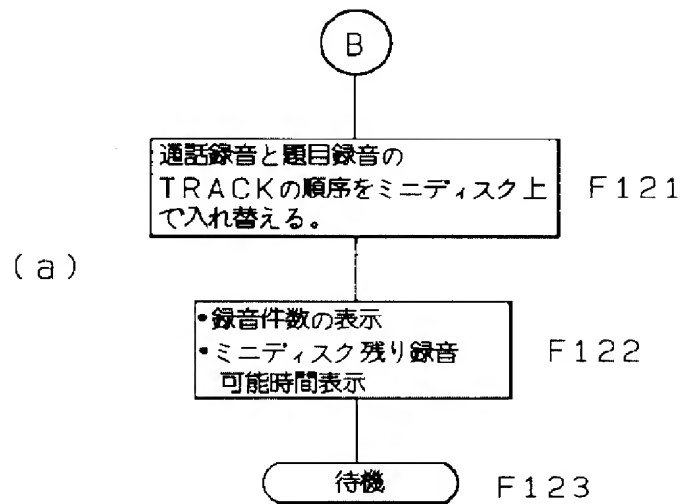 B
通話録音と題目録音の
TRACKの順序をミニディスク上
で入れ替える。
F121
(a)
•録音件数の表示
•ミニディスク残り録音
可能時間表示
F122
待機
F123